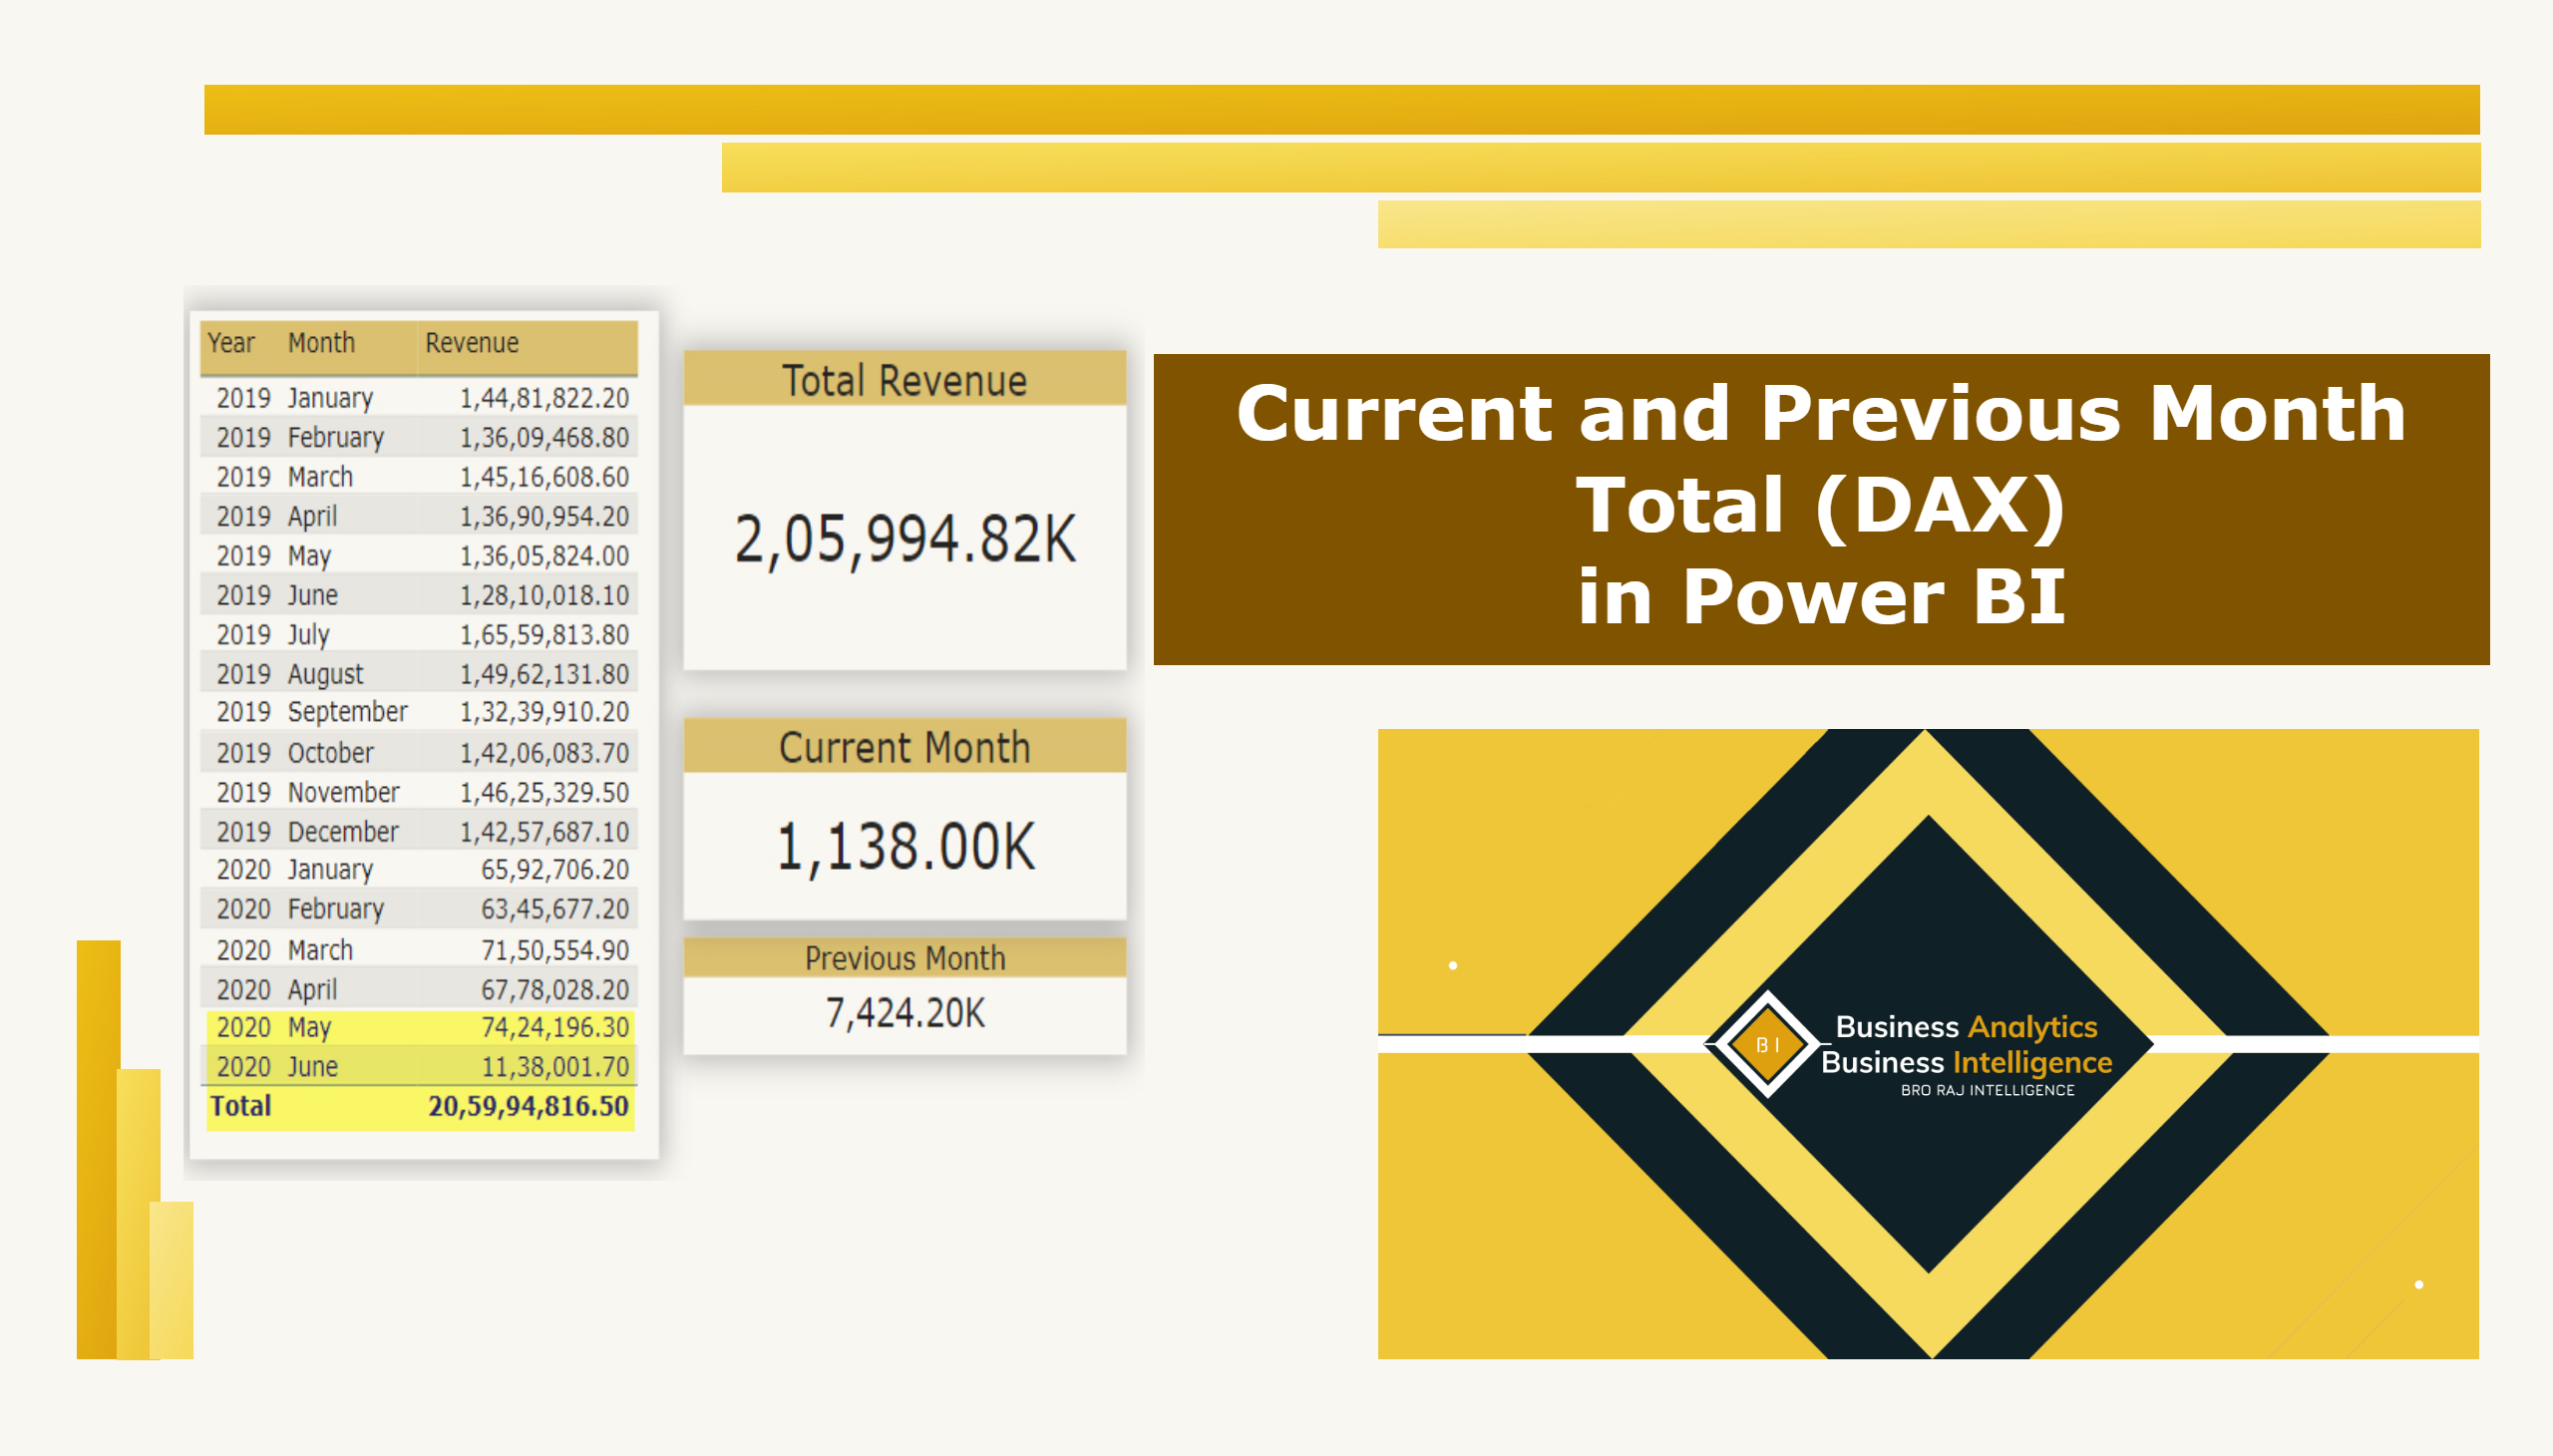 Year Month Revenue
2019 January 1,44,81,822.20
2019 February 1,36,09,468.80
2019 March 1,45,16,608.60
2019 April 1,36,90,954.20
2019 May 1,36,05,824.00
2019 June 1,28,10,018.10
2019 July 1,65,59,813.80
2019 August 1,49,62,131.80
2019 September 1,32,39,910.20
2019 October 1,42,06,083.70
2019 November 1,46,25,329.50
2019 December 1,42,57,687.10
2020 January 65,92,706.20
2020 February 63,45,677.20
2020 March 71,50,554.90
2020 April 67,78,028.20
2020 May 74,24,196.30
2020 June 11,38,001.70
Total 20,59,94,816.50
Total Revenue
2,05,994.82K
Current Month
1,138.00K
Previous Month
7,424.20K
Current and Previous Month
Total (DAX)
in Power BI
BI
Business Analytics
Business Intelligence
BRO RAJ INTELLIGENCE